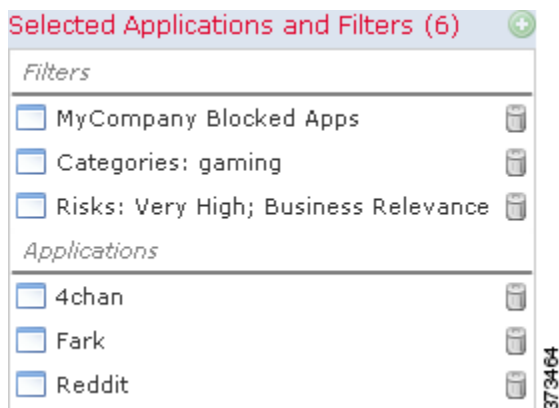 Selected Applications and Filters (6)
Filters
MyCompany Blocked Apps
Categories: gaming
Risks: Very High; Business Relevance
Applications
4chan
Fark
Reddit
373464